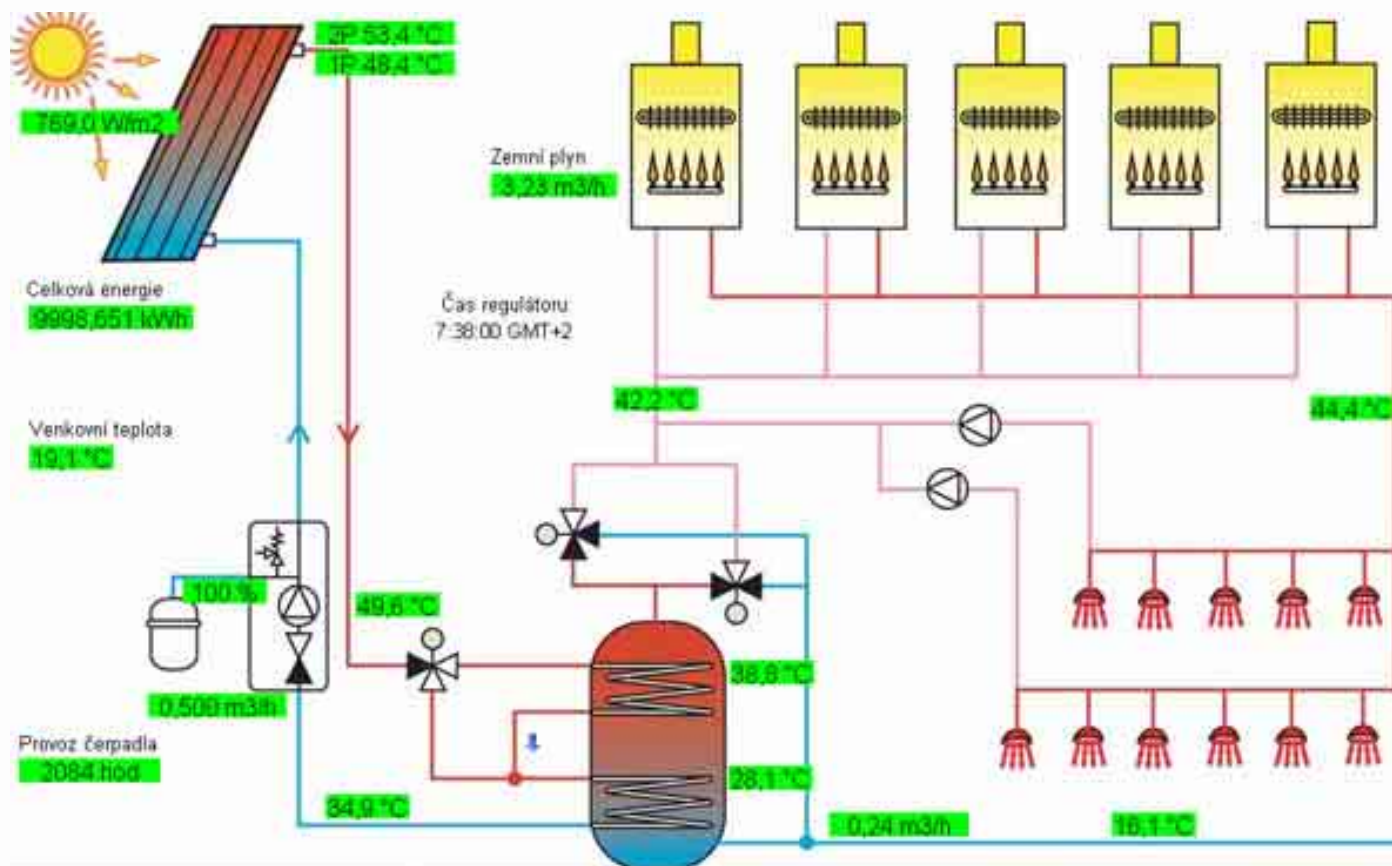 2P 53,4 °C
1P 48,4 °C
769,0 W/m2
Zemní plyn
3,23 m3/h
Celková energie
9998,651 kWh
Čas regulátoru
7:38:00 GMT+2
42,2 °C
44,4 °C
Venkovní teplota
19,1 °C
100 %
49,6 °C
38,8 °C
0,500 m3/h
Provoz čerpadla
2084 hod
28,1 °C
34,9 °C
0,24 m3/h
16,1 °C